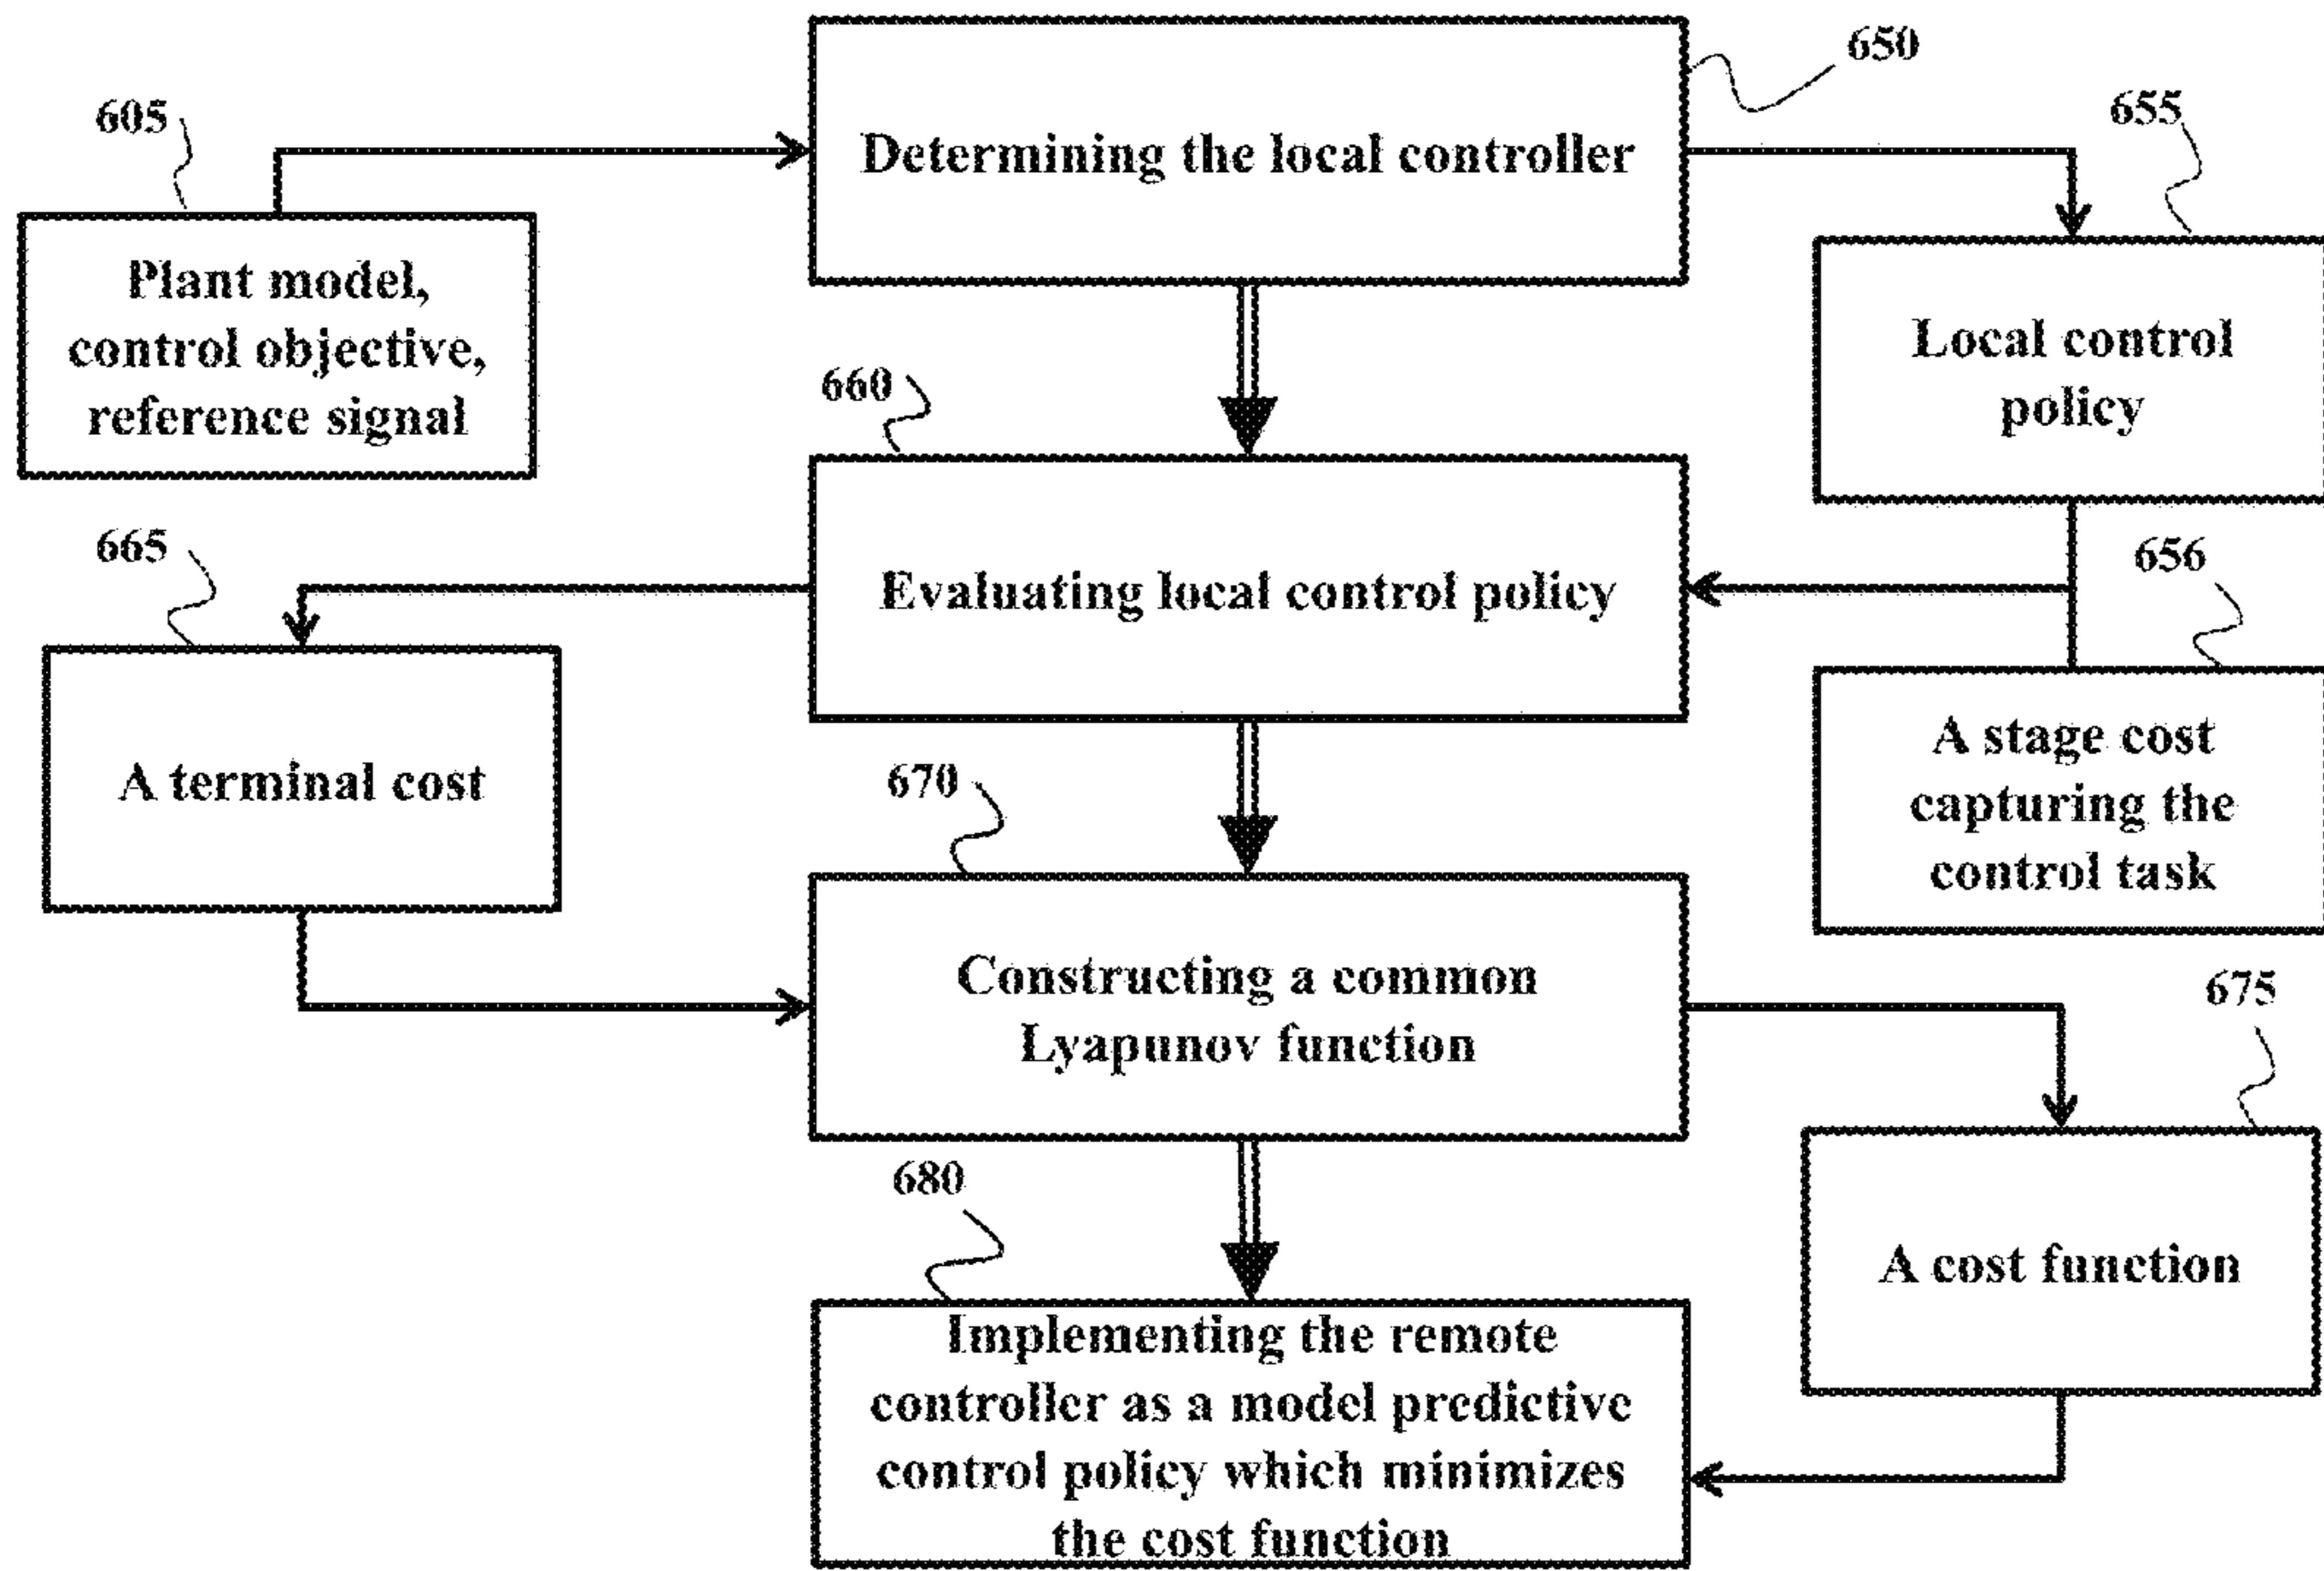 650
605
655
Determining the local controller
Plant model,
control objective,
reference signal
Local control
policy
660
665
656
Evaluating local control policy
A terminal cost
A stage cost
capturing the
control task
670
Constructing a common
Lyapunov function
675
680
A cost function
Implementing the remote
controller as a model predictive
control policy which minimizes
the cost function